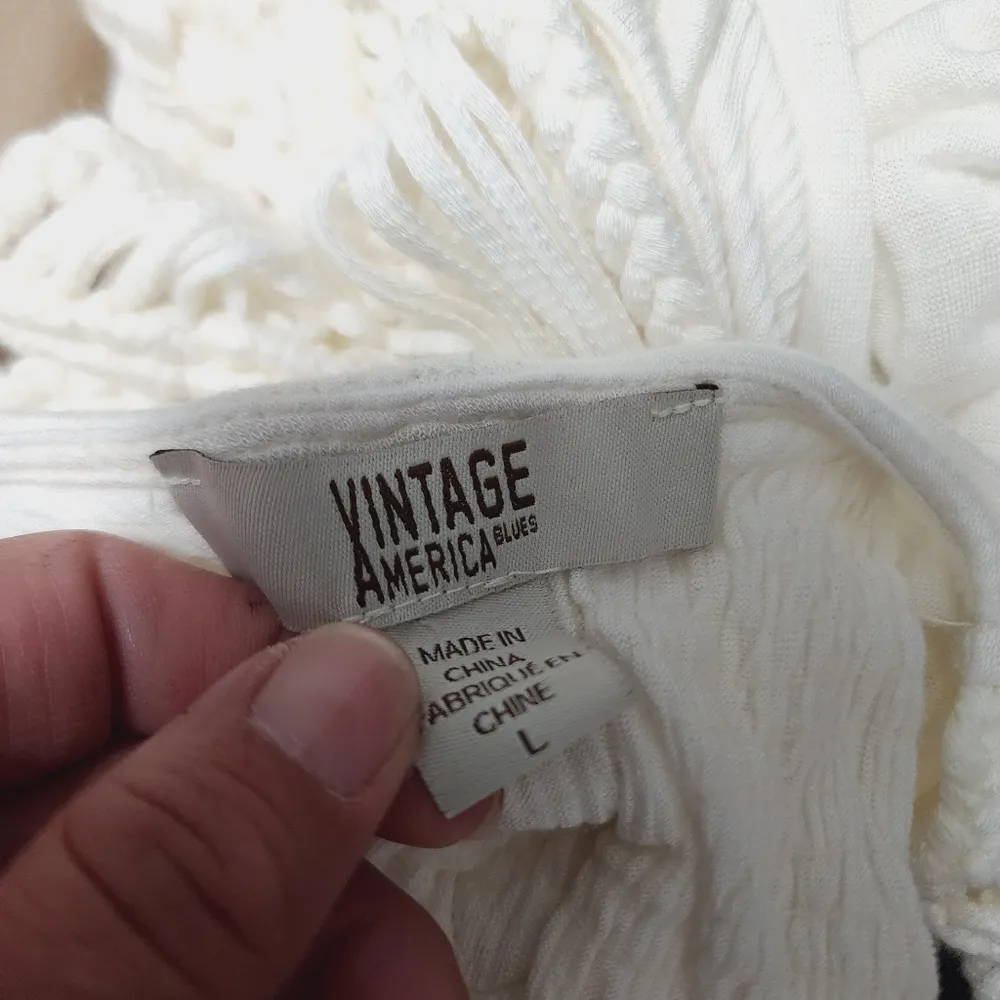 VINTAGE
AMERICA BLUES
MADE IN
CHINA
FABRIQUÉ EN
CHINE
L